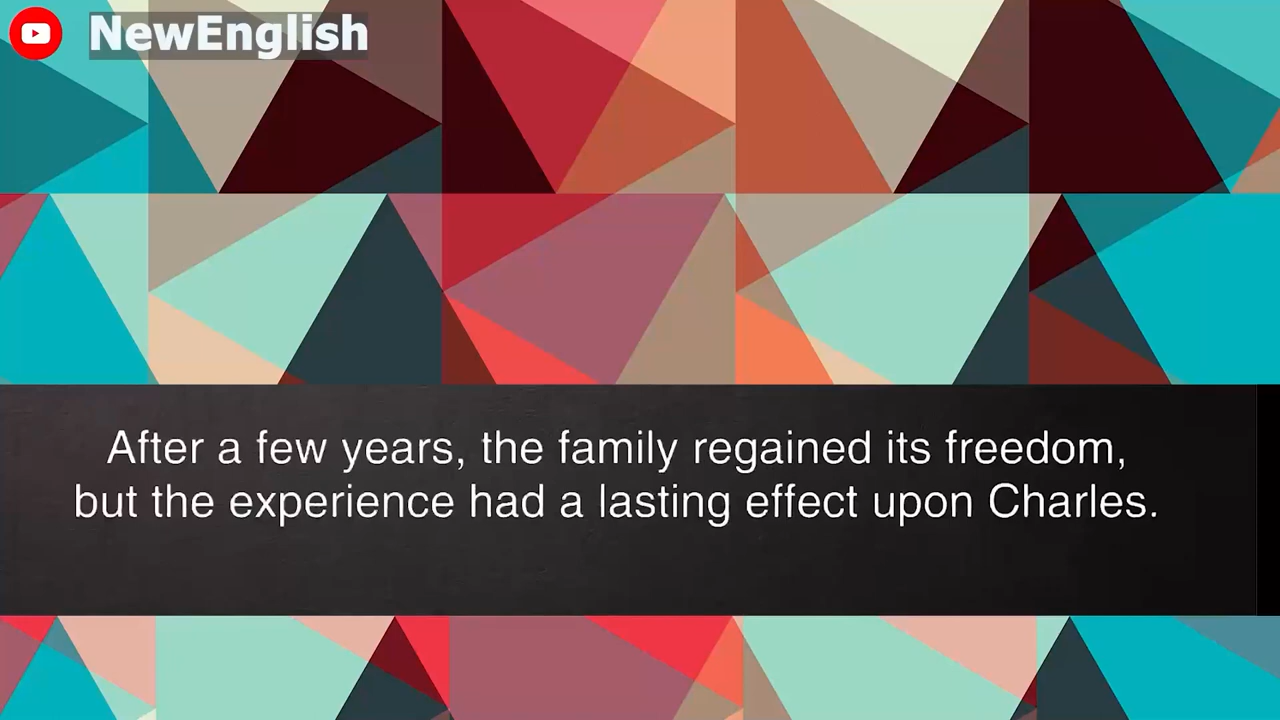 NewEnglish
After a few years, the family regained its freedom,
but the experience had a lasting effect upon Charles.